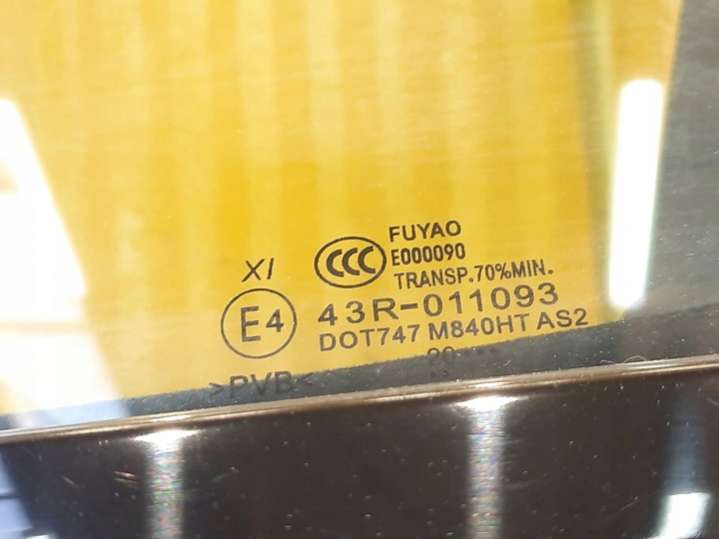 FUYAO
CCC E000090
TRANSP.70%MIN.
XI
E4 43R-011093
DOT747 M840HT AS2
>PVB<